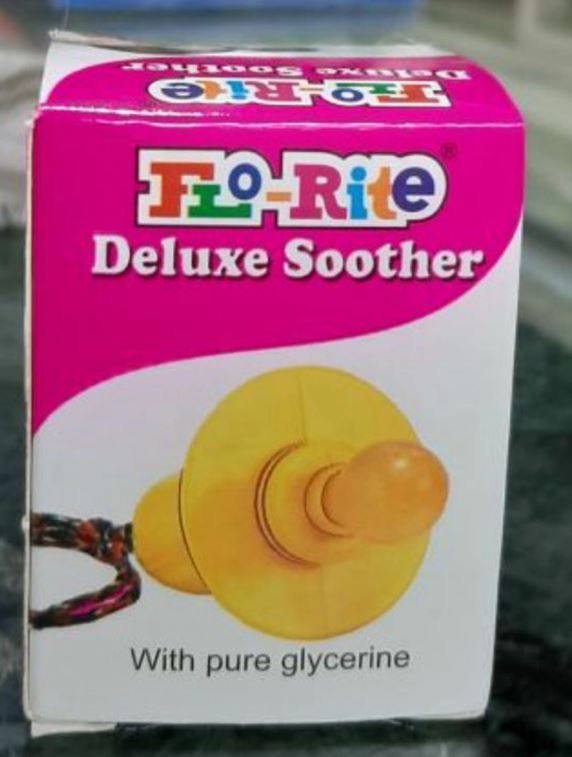 Deluxe Soother
Flo-Rite
Flo-Rite®
Deluxe Soother
With pure glycerine